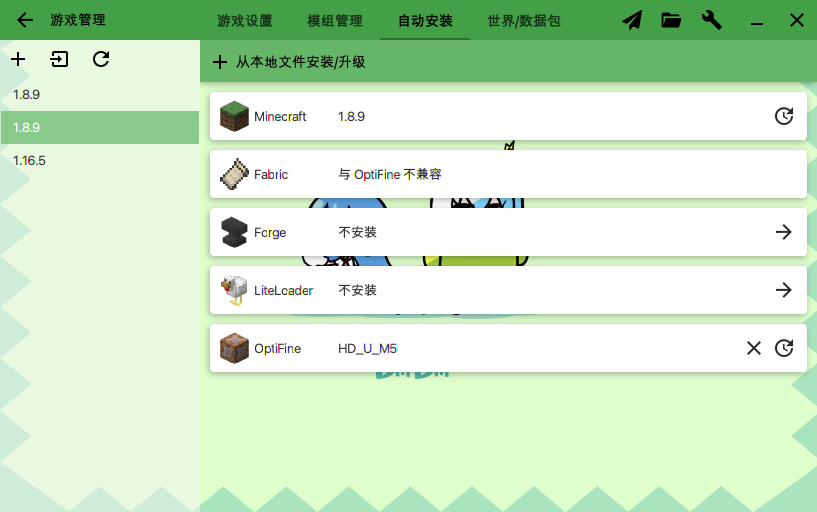 游戏管理
游戏设置
模组管理
自动安装
世界/数据包
从本地文件安装/升级
1.8.9
1.8.9
1.16.5
Minecraft 1.8.9
Fabric 与 OptiFine 不兼容
Forge 不安装
LiteLoader 不安装
OptiFine HD_U_M5